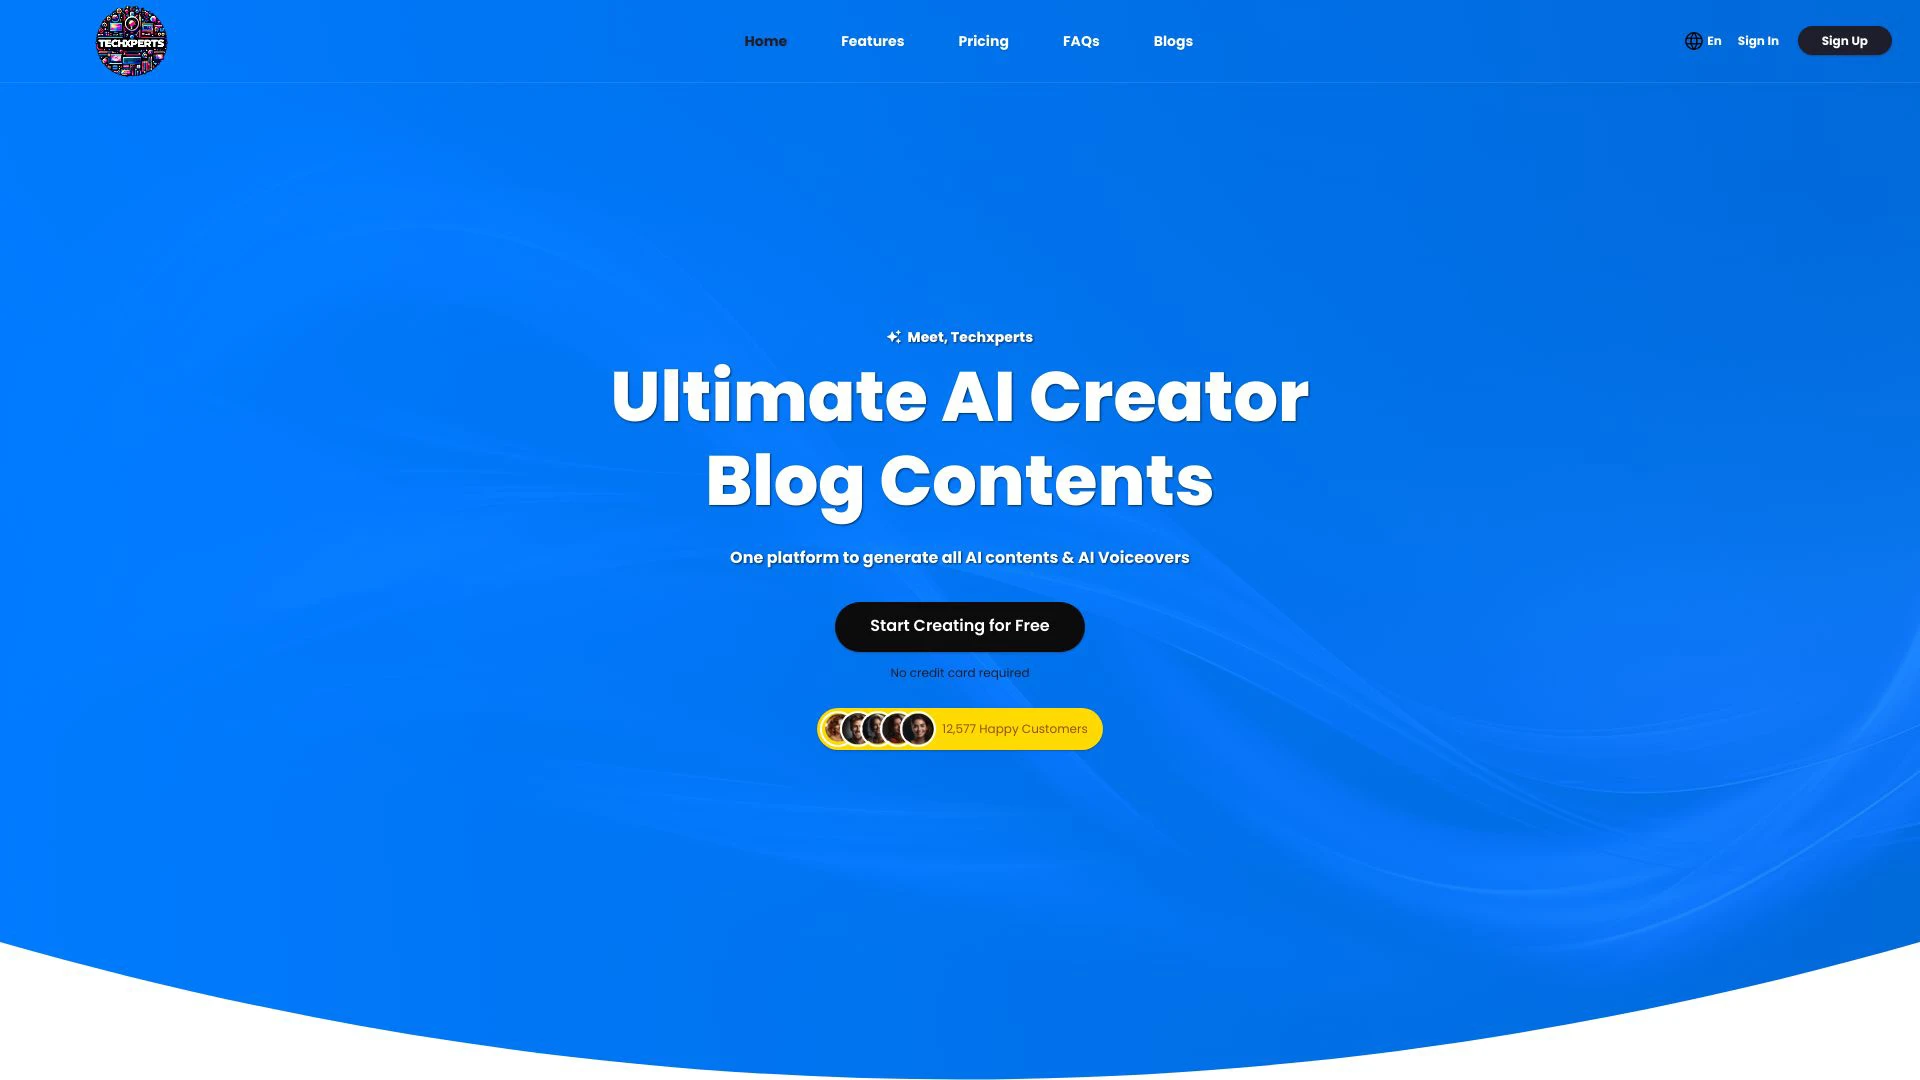 TECHXPERTS
Home
Features
Pricing
FAQs
Blogs
En
Sign In
Sign Up
Meet, Techxperts
Ultimate AI Creator
Blog Contents
One platform to generate all AI contents & AI Voiceovers
Start Creating for Free
No credit card required
12,577 Happy Customers